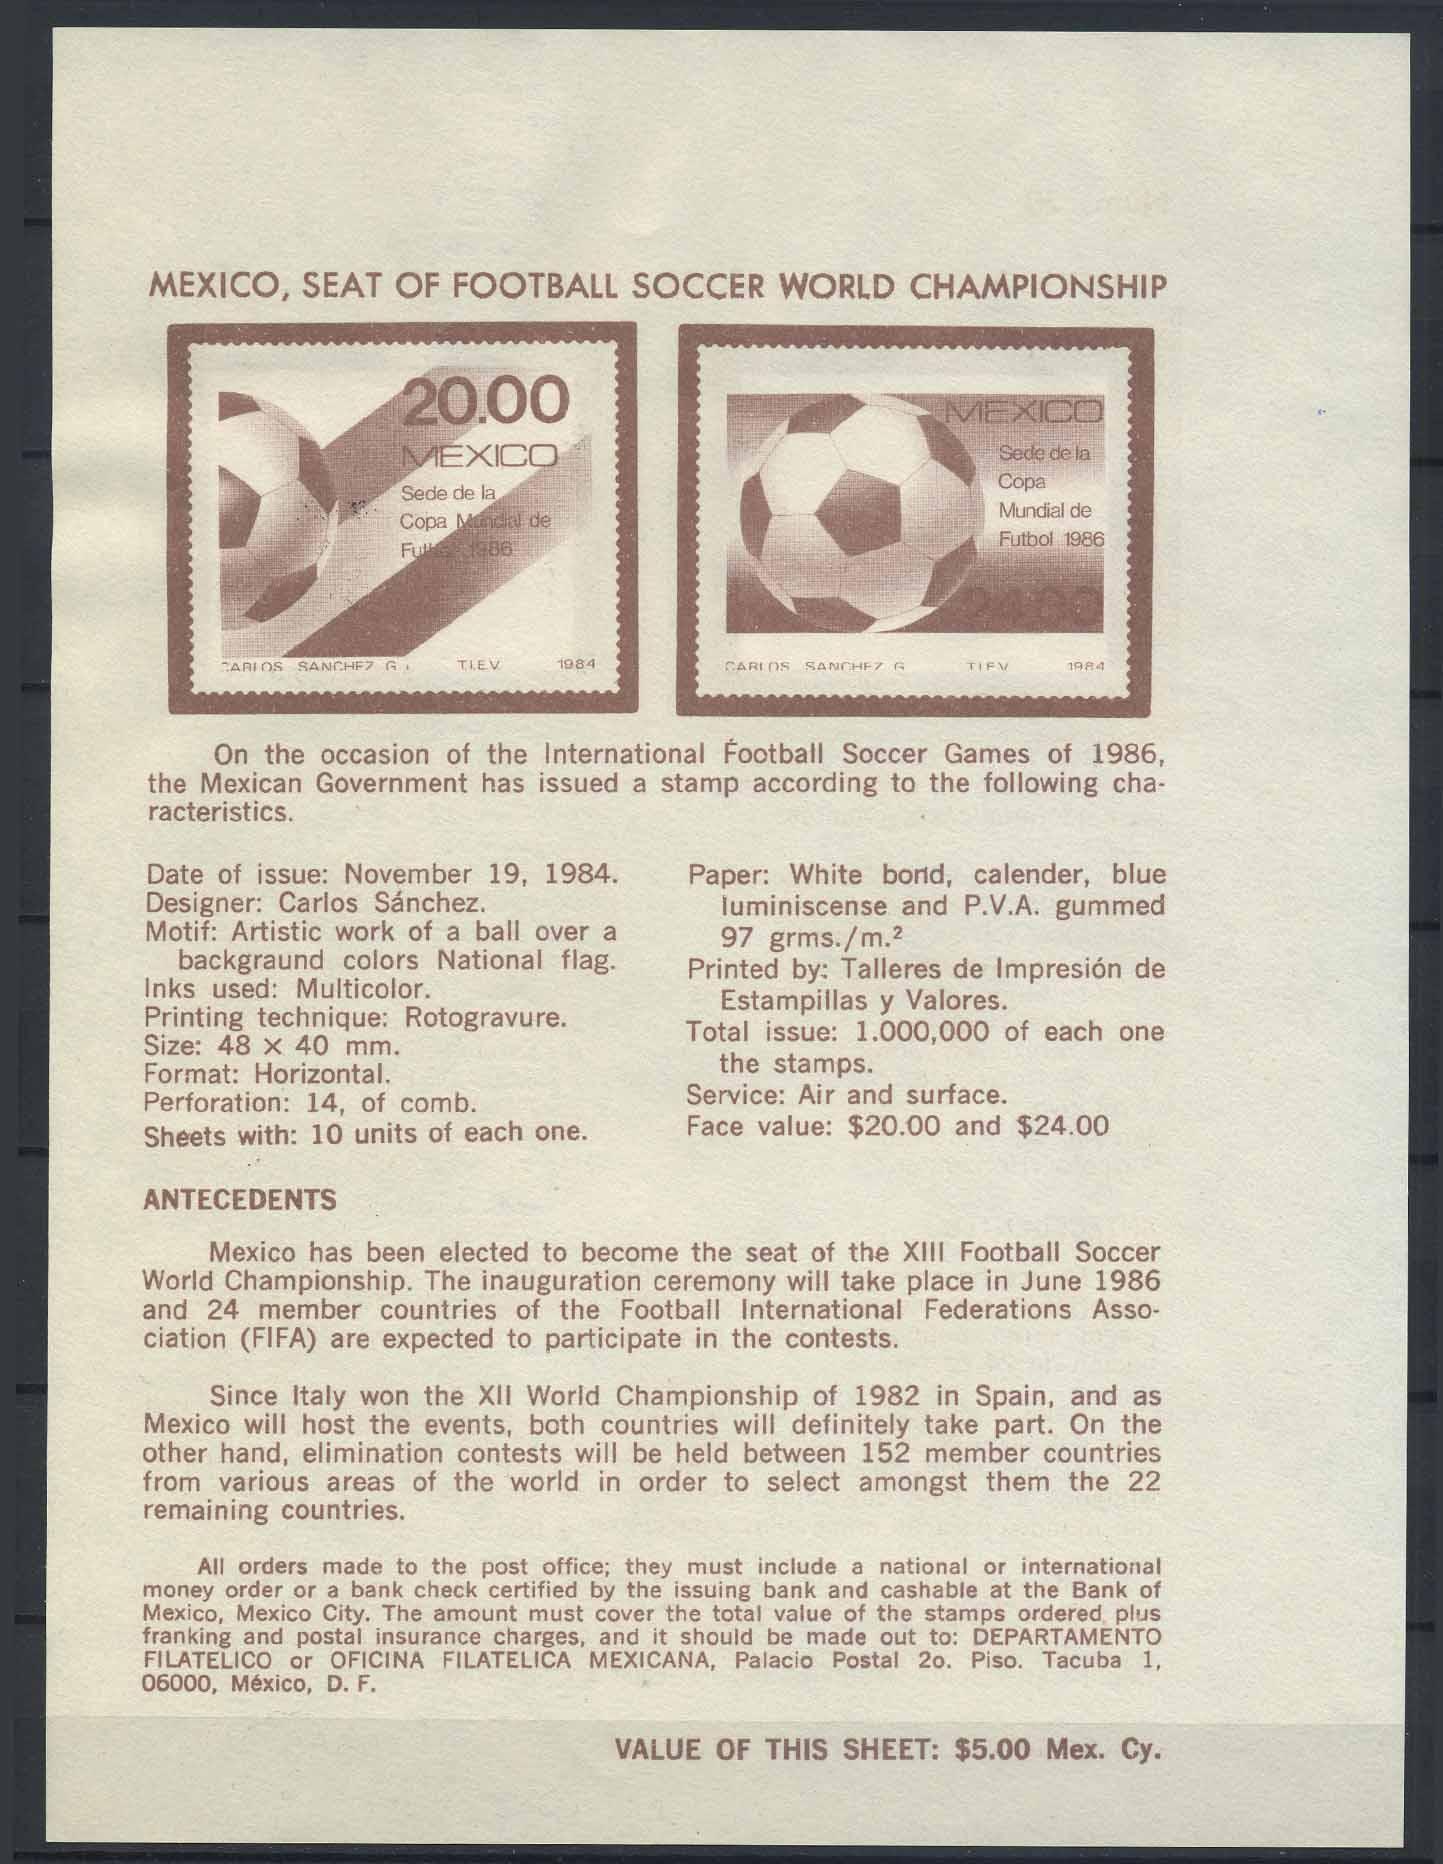 MEXICO, SEAT OF FOOTBALL SOCCER WORLD CHAMPIONSHIP
20.00
MEXICO
Sede de la
Copa Mundial de
Futbol 1986
CARLOS SANCHEZ G. T.I.E.V. 1984
MEXICO
Sede de la
Copa
Mundial de
Futbol 1986
24.00
CARLOS SANCHEZ G T I E V 1984
On the occasion of the International Football Soccer Games of 1986,
the Mexican Government has issued a stamp according to the following cha-
racteristics.
Date of issue: November 19, 1984.
Designer: Carlos Sánchez.
Motif: Artistic work of a ball over a
backgraund colors National flag.
Inks used: Multicolor.
Printing technique: Rotogravure.
Size: 48 X 40 mm.
Format: Horizontal.
Perforation: 14, of comb.
Sheets with: 10 units of each one.
Paper: White bond, calender, blue
luminiscense and P.V.A. gummed
97 grms./m.²
Printed by: Talleres de Impresión de
Estampillas y Valores.
Total issue: 1.000,000 of each one
the stamps.
Service: Air and surface.
Face value: $20.00 and $24.00
ANTECEDENTS
Mexico has been elected to become the seat of the XIII Football Soccer
World Championship. The inauguration ceremony will take place in June 1986
and 24 member countries of the Football International Federations Asso-
ciation (FIFA) are expected to participate in the contests.
Since Italy won the XII World Championship of 1982 in Spain, and as
Mexico will host the events, both countries will definitely take part. On the
other hand, elimination contests will be held between 152 member countries
from various areas of the world in order to select amongst them the 22
remaining countries.
All orders made to the post office; they must include a national or international
money order or a bank check certified by the issuing bank and cashable at the Bank of
Mexico, Mexico City. The amount must cover the total value of the stamps ordered plus
franking and postal insurance charges, and it should be made out to: DEPARTAMENTO
FILATELICO or OFICINA FILATELICA MEXICANA, Palacio Postal 2o. Piso. Tacuba 1,
06000, México, D. F.
VALUE OF THIS SHEET: $5.00 Mex. Cy.